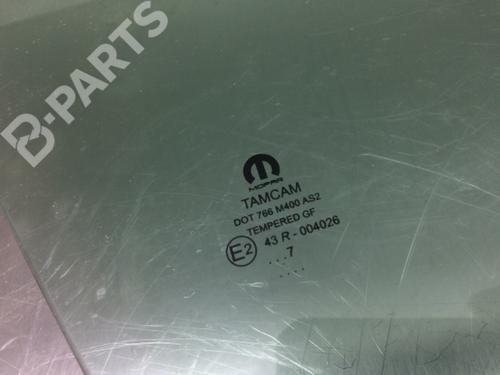 B-PARTS
MOPAR
TAMCAM
DOT 766 M400 AS2
TEMPERED GF
E2 43 R - 004026
. . . 7
. . . .